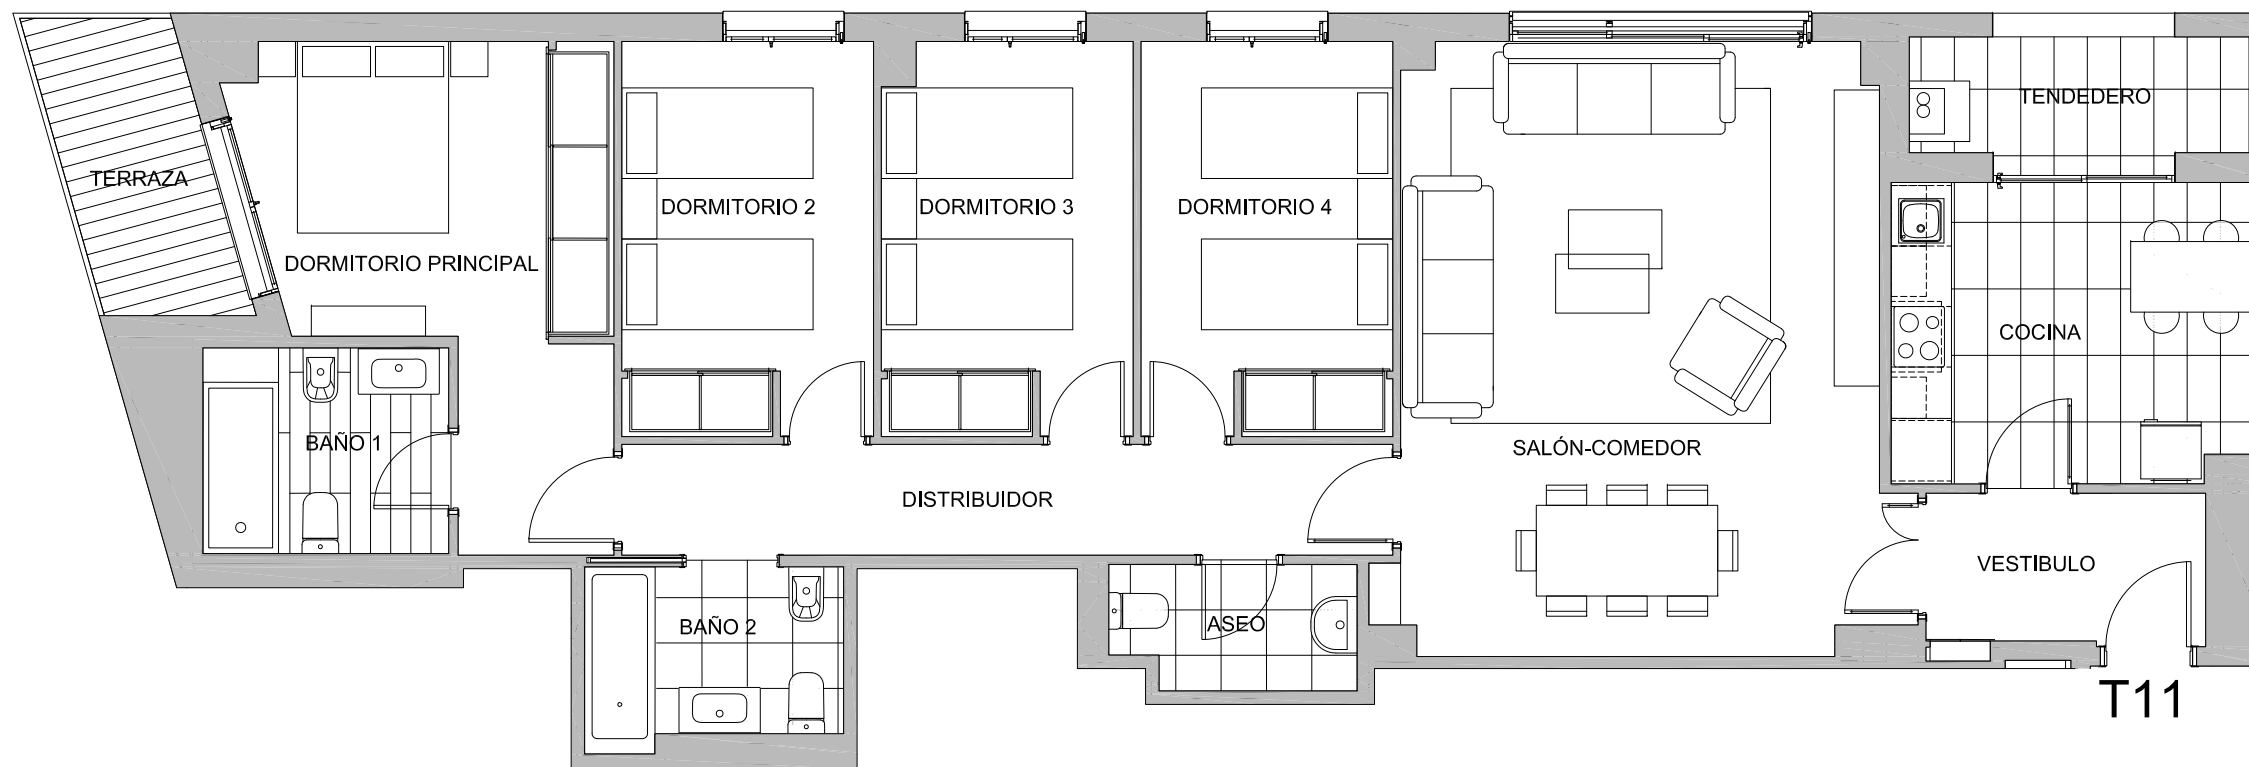 TENDEDERO
TERRAZA
DORMITORIO 2
DORMITORIO 3
DORMITORIO 4
DORMITORIO PRINCIPAL
COCINA
BAÑO 1
SALÓN-COMEDOR
DISTRIBUIDOR
VESTÍBULO
BAÑO 2
ASEO
T11